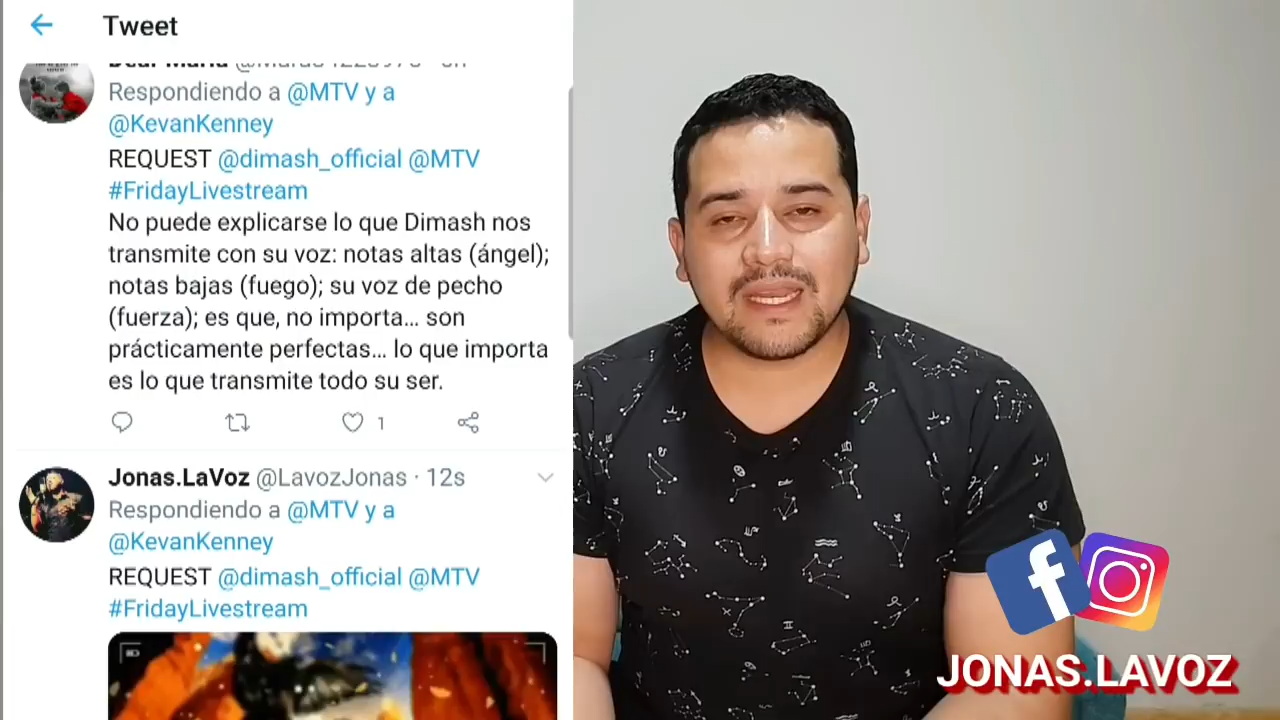 Tweet
Respondiendo a @MTV y a
@KevanKenney
REQUEST @dimash_official @MTV
#FridayLivestream
No puede explicarse lo que Dimash nos
transmite con su voz: notas altas (ángel);
notas bajas (fuego); su voz de pecho
(fuerza); es que, no importa... son
prácticamente perfectas... lo que importa
es lo que transmite todo su ser.
1
Jonas.LaVoz @LavozJonas · 12s
Respondiendo a @MTV y a
@KevanKenney
REQUEST @dimash_official @MTV
#FridayLivestream
JONAS.LAVOZ